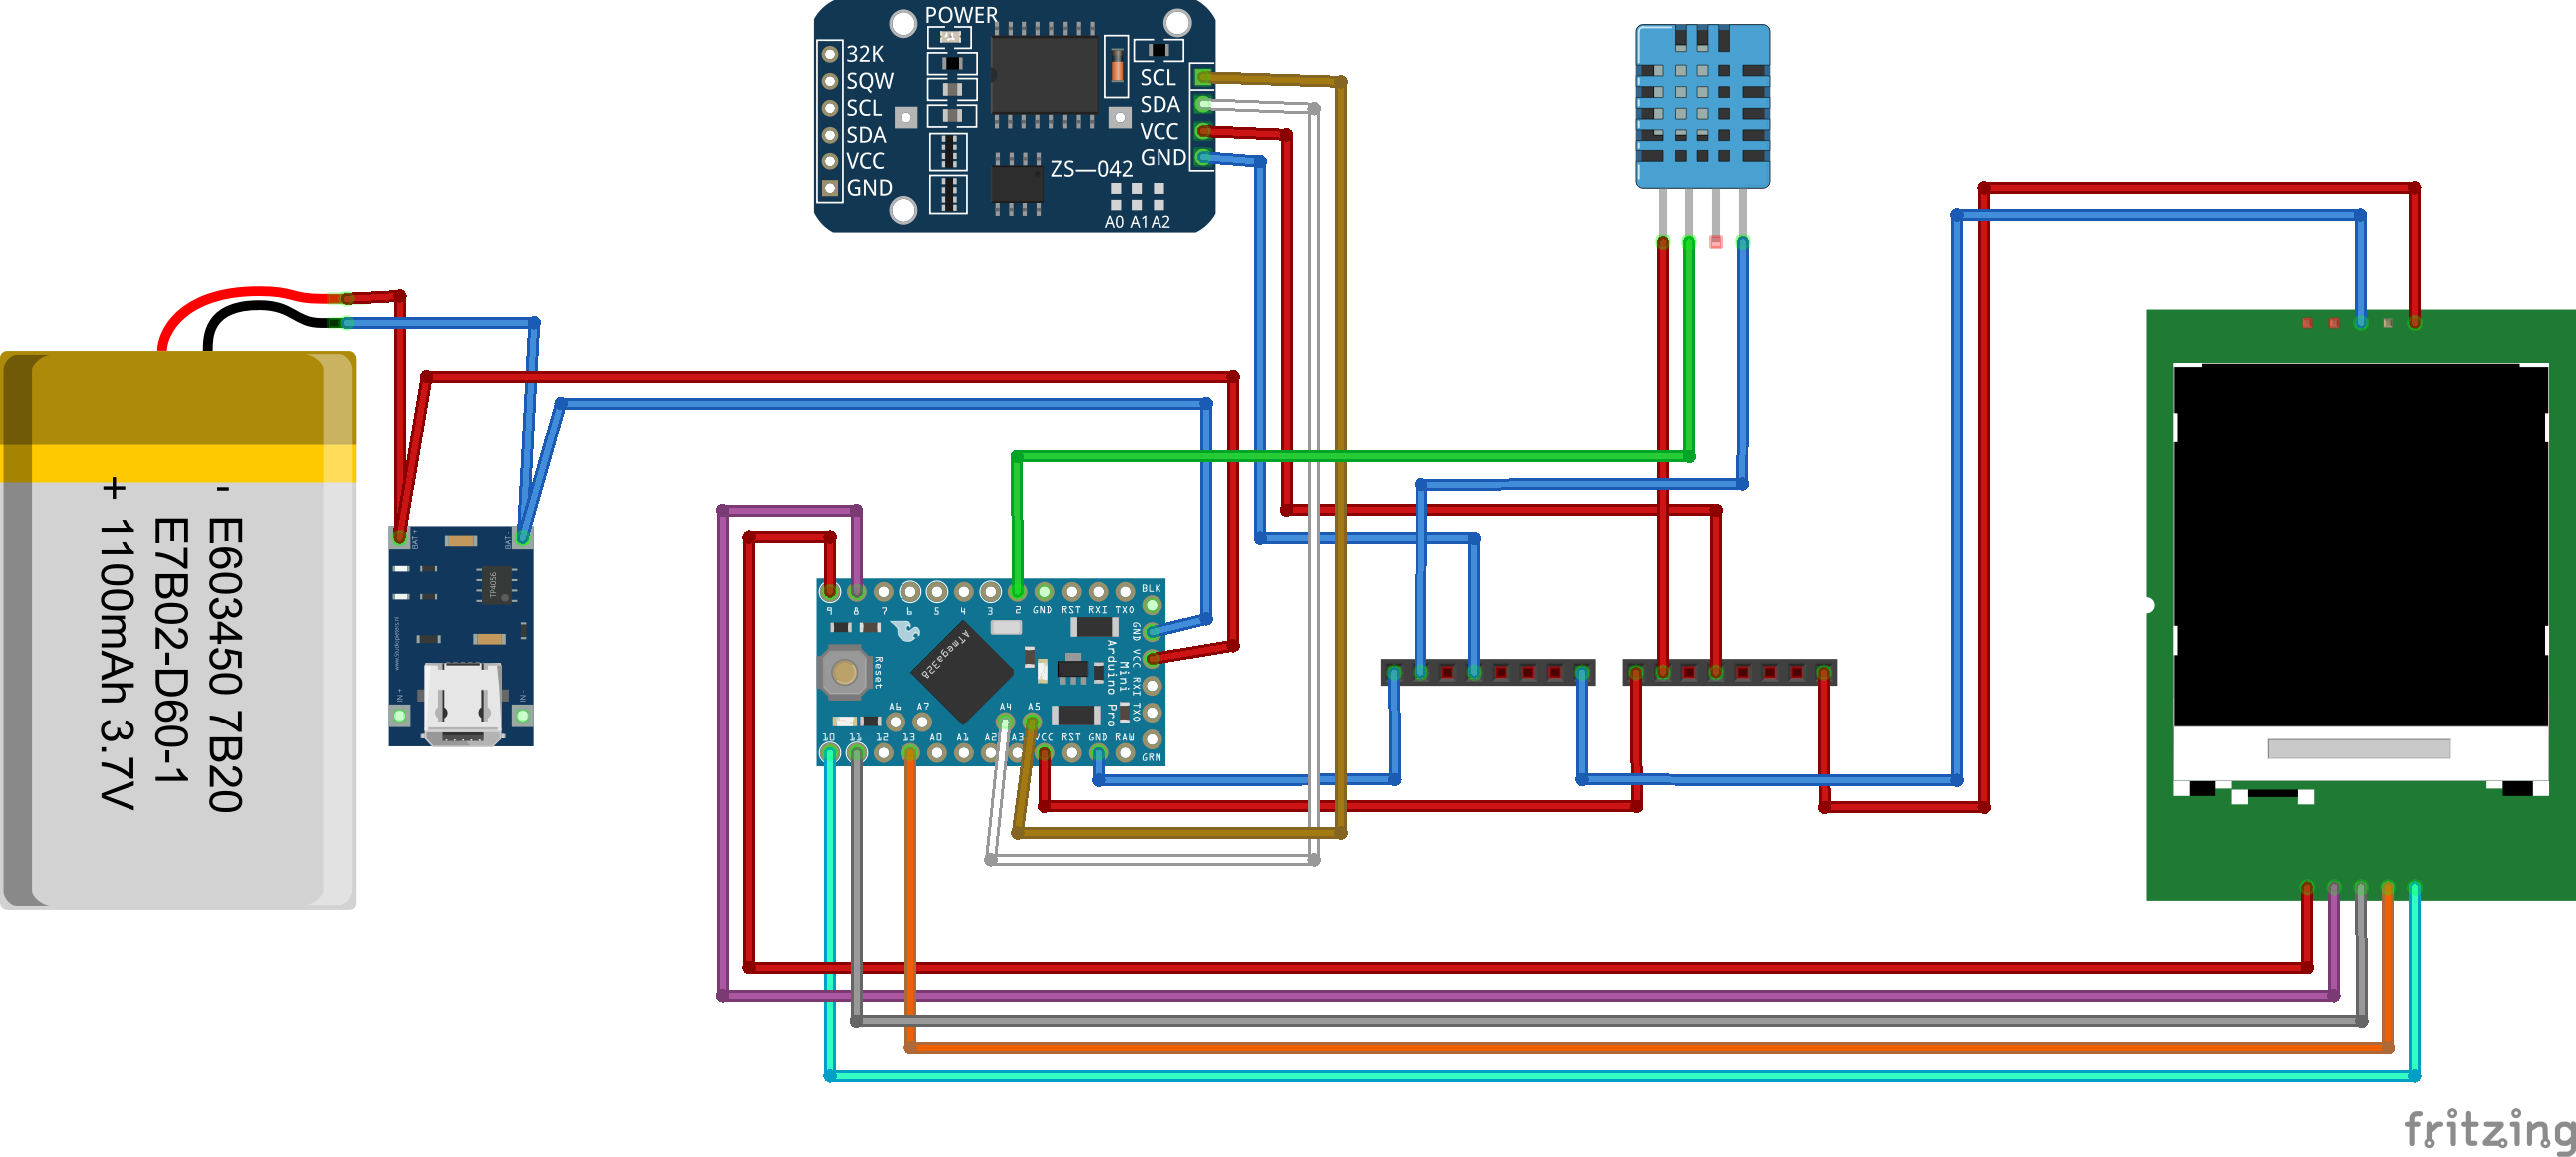 POWER
32K
SQW
SCL
SDA
VCC
GND
SCL
SDA
VCC
GND
ZS—042
A0 A1 A2
- E603450 7B20
E7B02-D60-1
+ 1100mAh 3.7V
BAT+
BAT-
TP4056
IN+
IN-
9 8 7 6 5 4 3 2 GND RST RXI TXO
BLK
GND
VCC
RXI
TXO
GRN
ATmega328
Reset
Arduino
Mini Pro
A6 A7
A4 A5
10 11 12 13 A0 A1 A2 A3 VCC RST GND RAW
fritzing